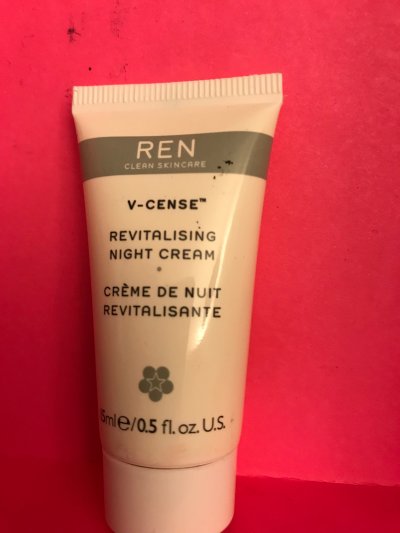 REN
CLEAN SKINCARE
V-CENSE™
REVITALISING
NIGHT CREAM
•
CRÈME DE NUIT
REVITALISANTE
15ml℮/0.5 fl. oz. U.S.